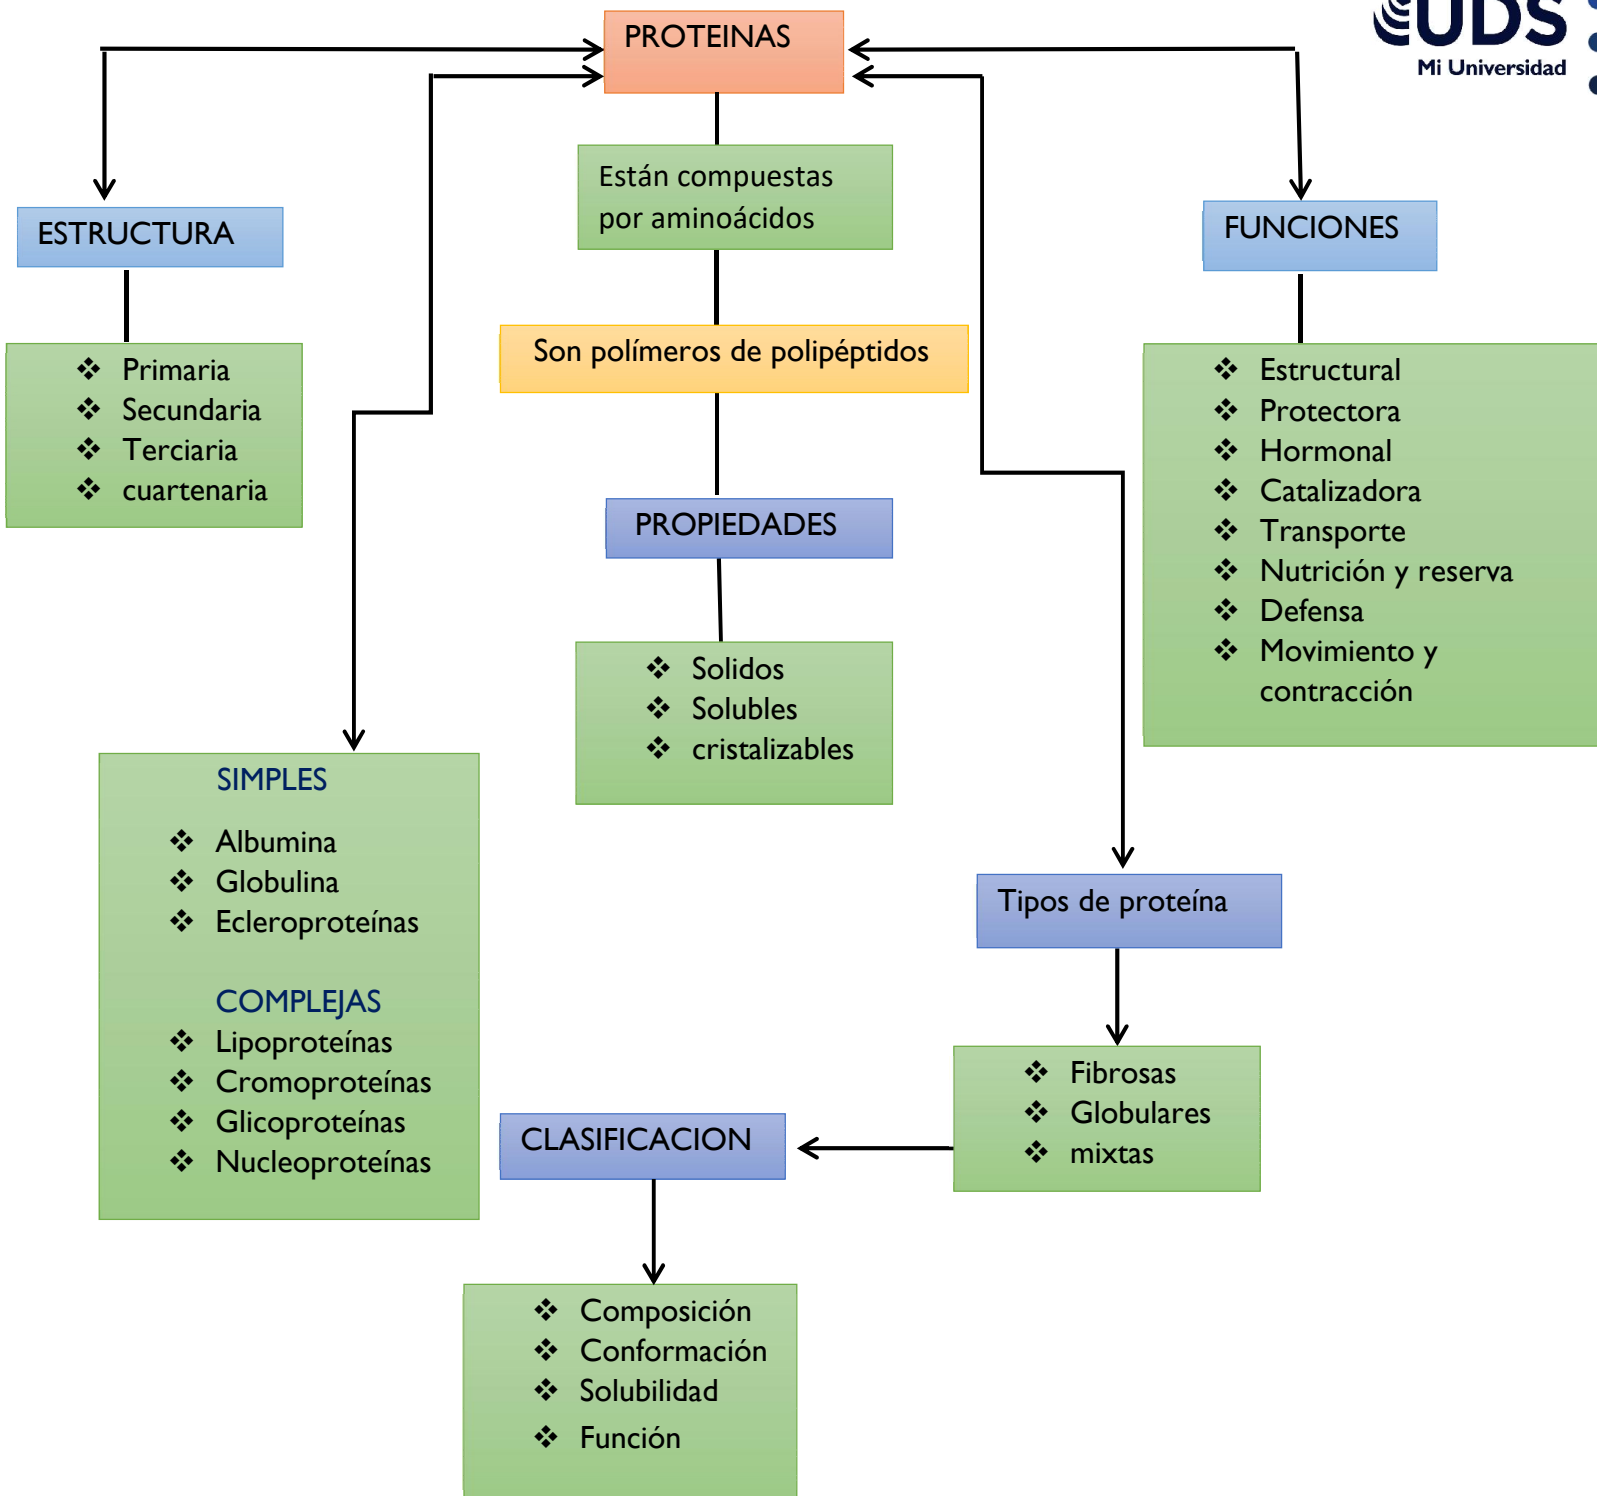 UDS
Mi Universidad
PROTEINAS
Están compuestas
por aminoácidos
ESTRUCTURA
FUNCIONES
Son polímeros de polipéptidos
❖ Primaria
❖ Secundaria
❖ Terciaria
❖ cuartenaria
❖ Estructural
❖ Protectora
❖ Hormonal
❖ Catalizadora
❖ Transporte
❖ Nutrición y reserva
❖ Defensa
❖ Movimiento y
contracción
PROPIEDADES
❖ Solidos
❖ Solubles
❖ cristalizables
SIMPLES
❖ Albumina
❖ Globulina
❖ Ecleroproteínas
COMPLEJAS
❖ Lipoproteínas
❖ Cromoproteínas
❖ Glicoproteínas
❖ Nucleoproteínas
Tipos de proteína
❖ Fibrosas
❖ Globulares
❖ mixtas
CLASIFICACION
❖ Composición
❖ Conformación
❖ Solubilidad
❖ Función